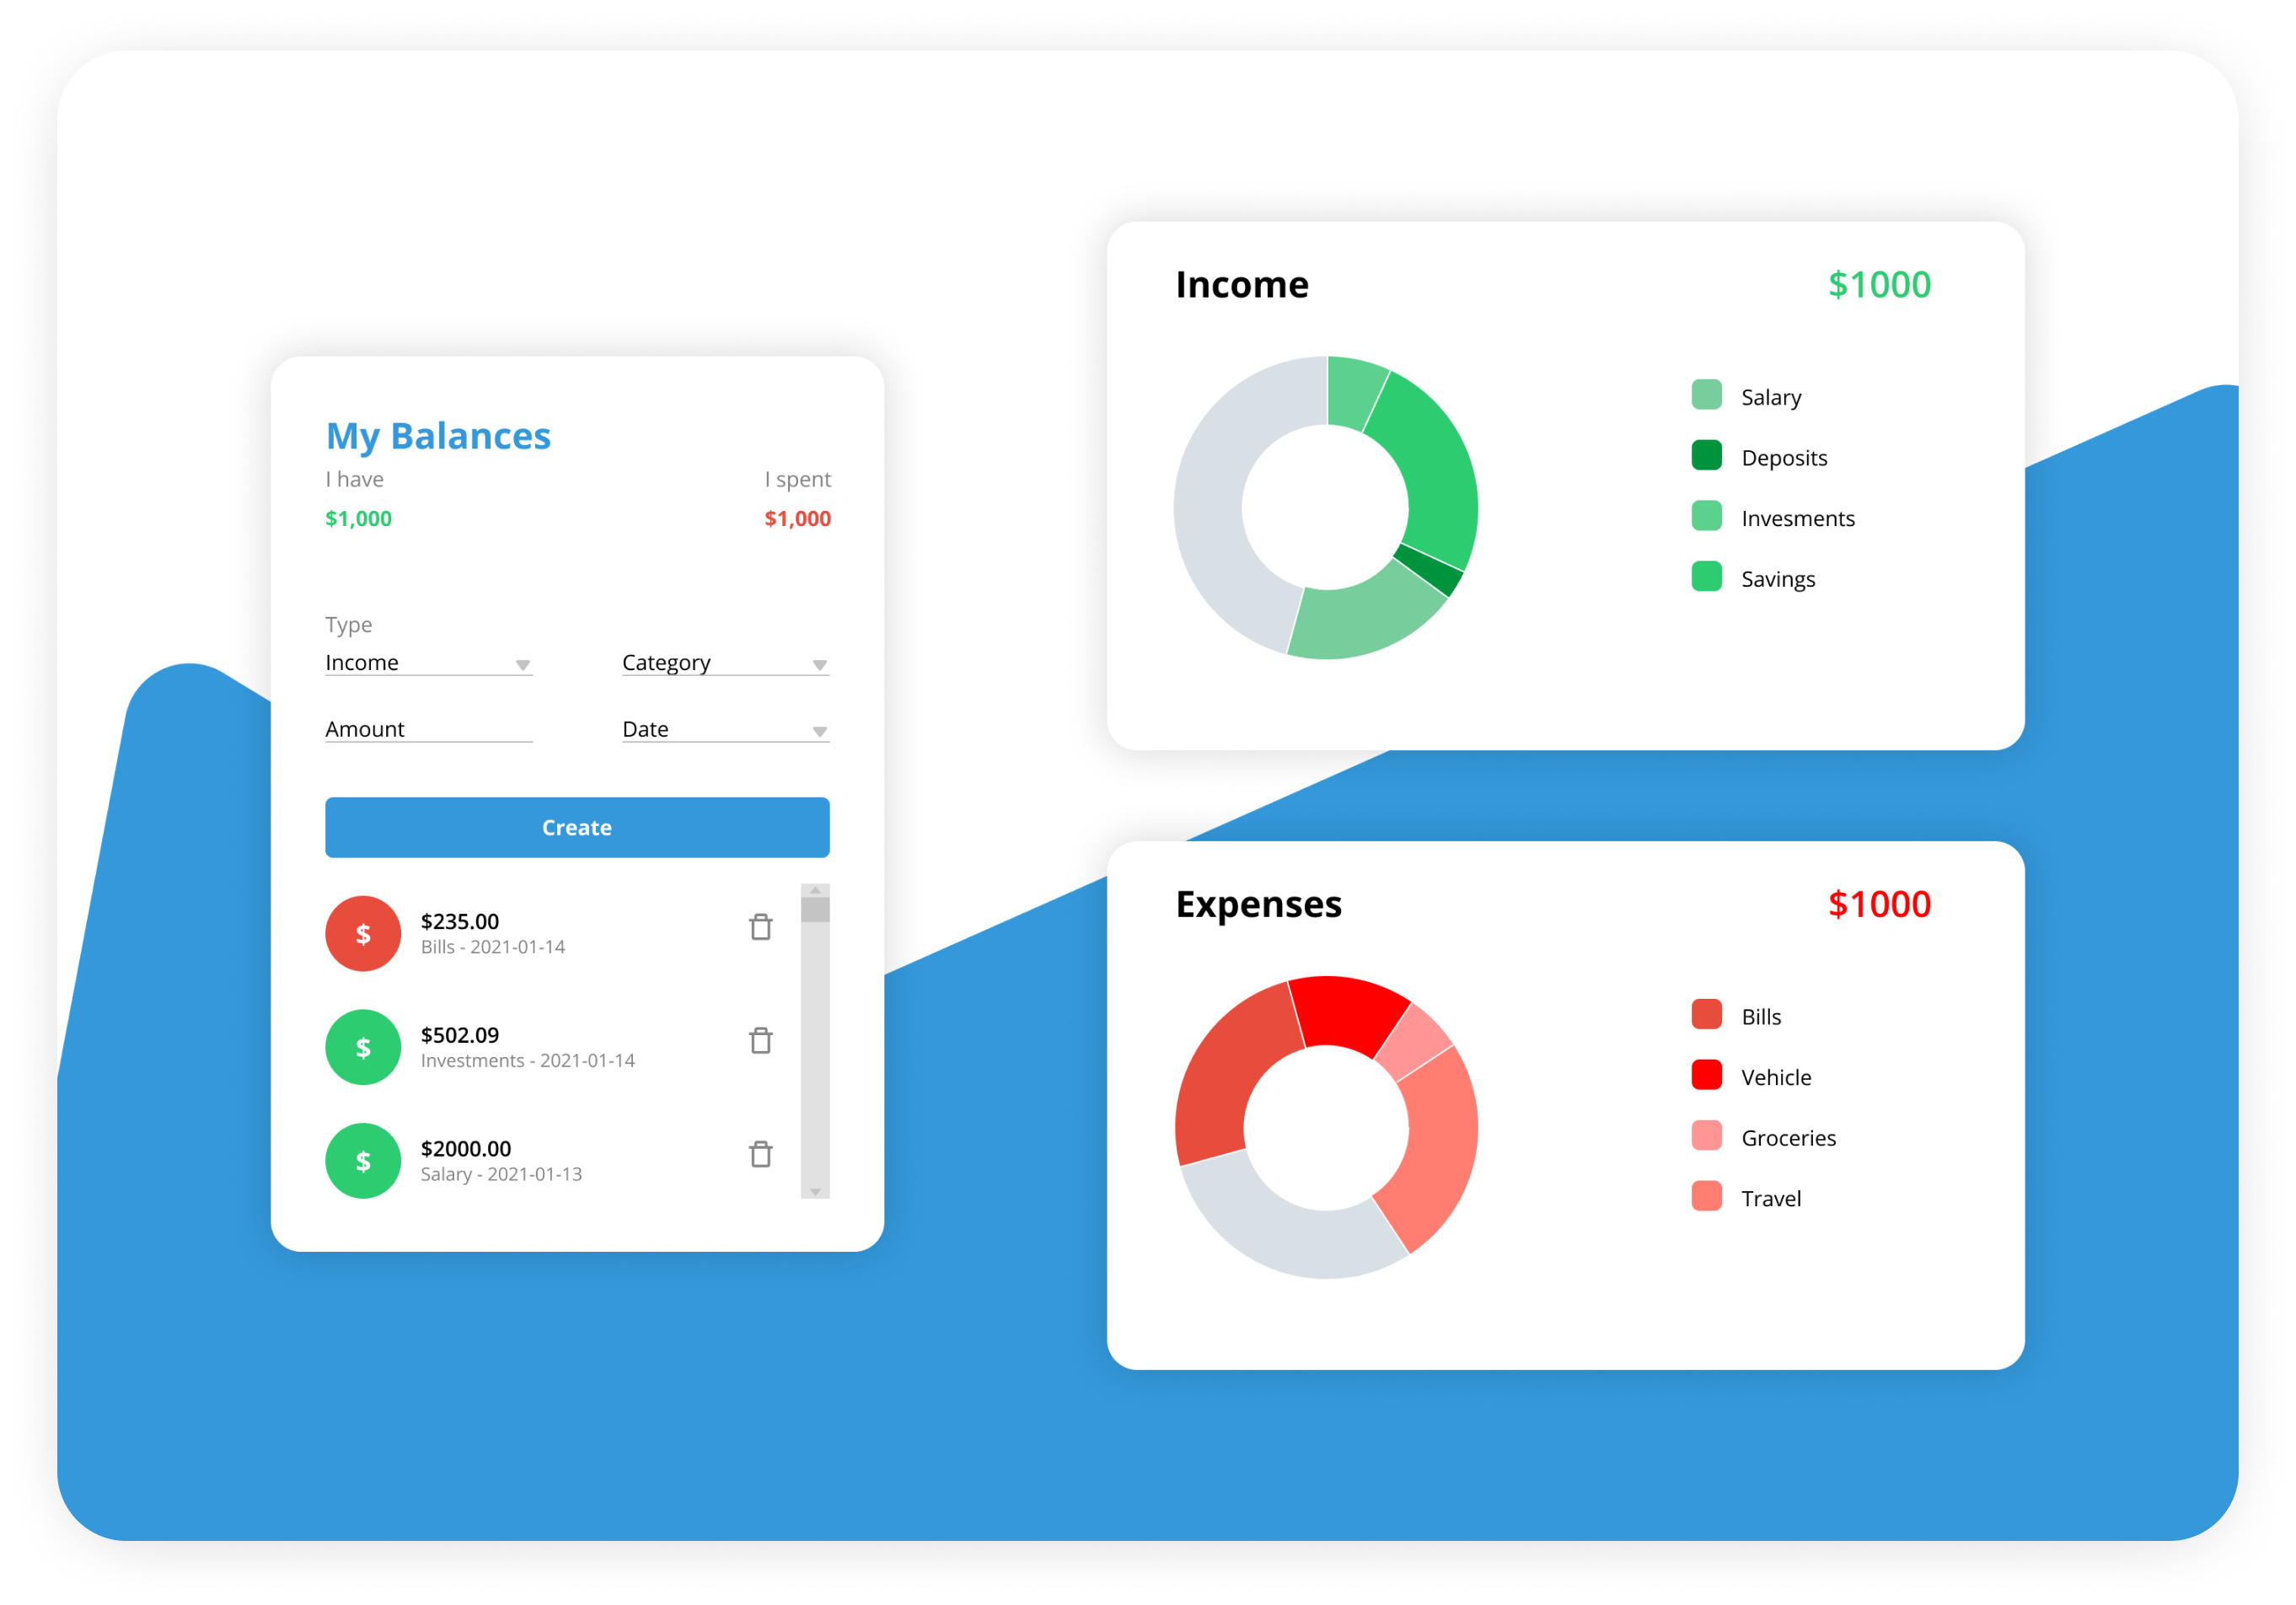 My Balances
I have
I spent
$1,000
$1,000
Type
Income
Category
Amount
Date
Create
$
$235.00
Bills - 2021-01-14
$
$502.09
Investments - 2021-01-14
$
$2000.00
Salary - 2021-01-13
Income
$1000
Salary
Deposits
Invesments
Savings
Expenses
$1000
Bills
Vehicle
Groceries
Travel